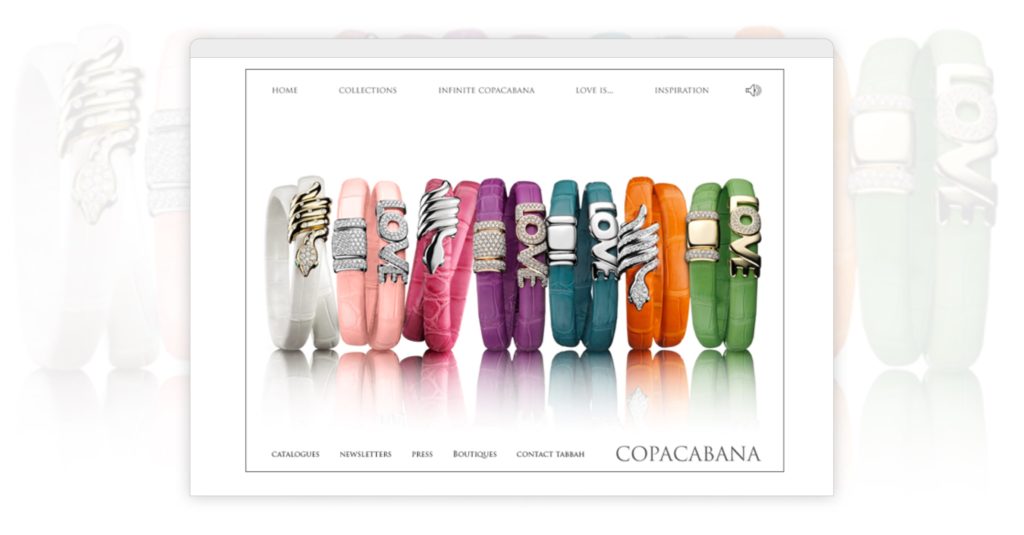 HOME COLLECTIONS INFINITE COPACABANA LOVE IS... INSPIRATION
LOVE LOVE LOVE LOVE
LOVE
CATALOGUES NEWSLETTERS PRESS BOUTIQUES CONTACT TABBAH COPACABANA